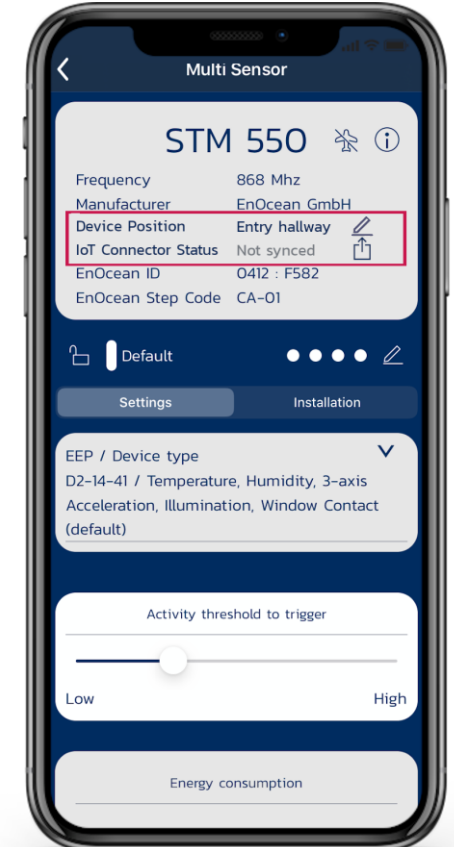 Multi Sensor
STM 550
Frequency 868 Mhz
Manufacturer EnOcean GmbH
Device Position Entry hallway
IoT Connector Status Not synced
EnOcean ID 0412 : F582
EnOcean Step Code CA-01
Default
Settings Installation
EEP / Device type
D2-14-41 / Temperature, Humidity, 3-axis
Acceleration, Illumination, Window Contact
(default)
Activity threshold to trigger
Low High
Energy consumption